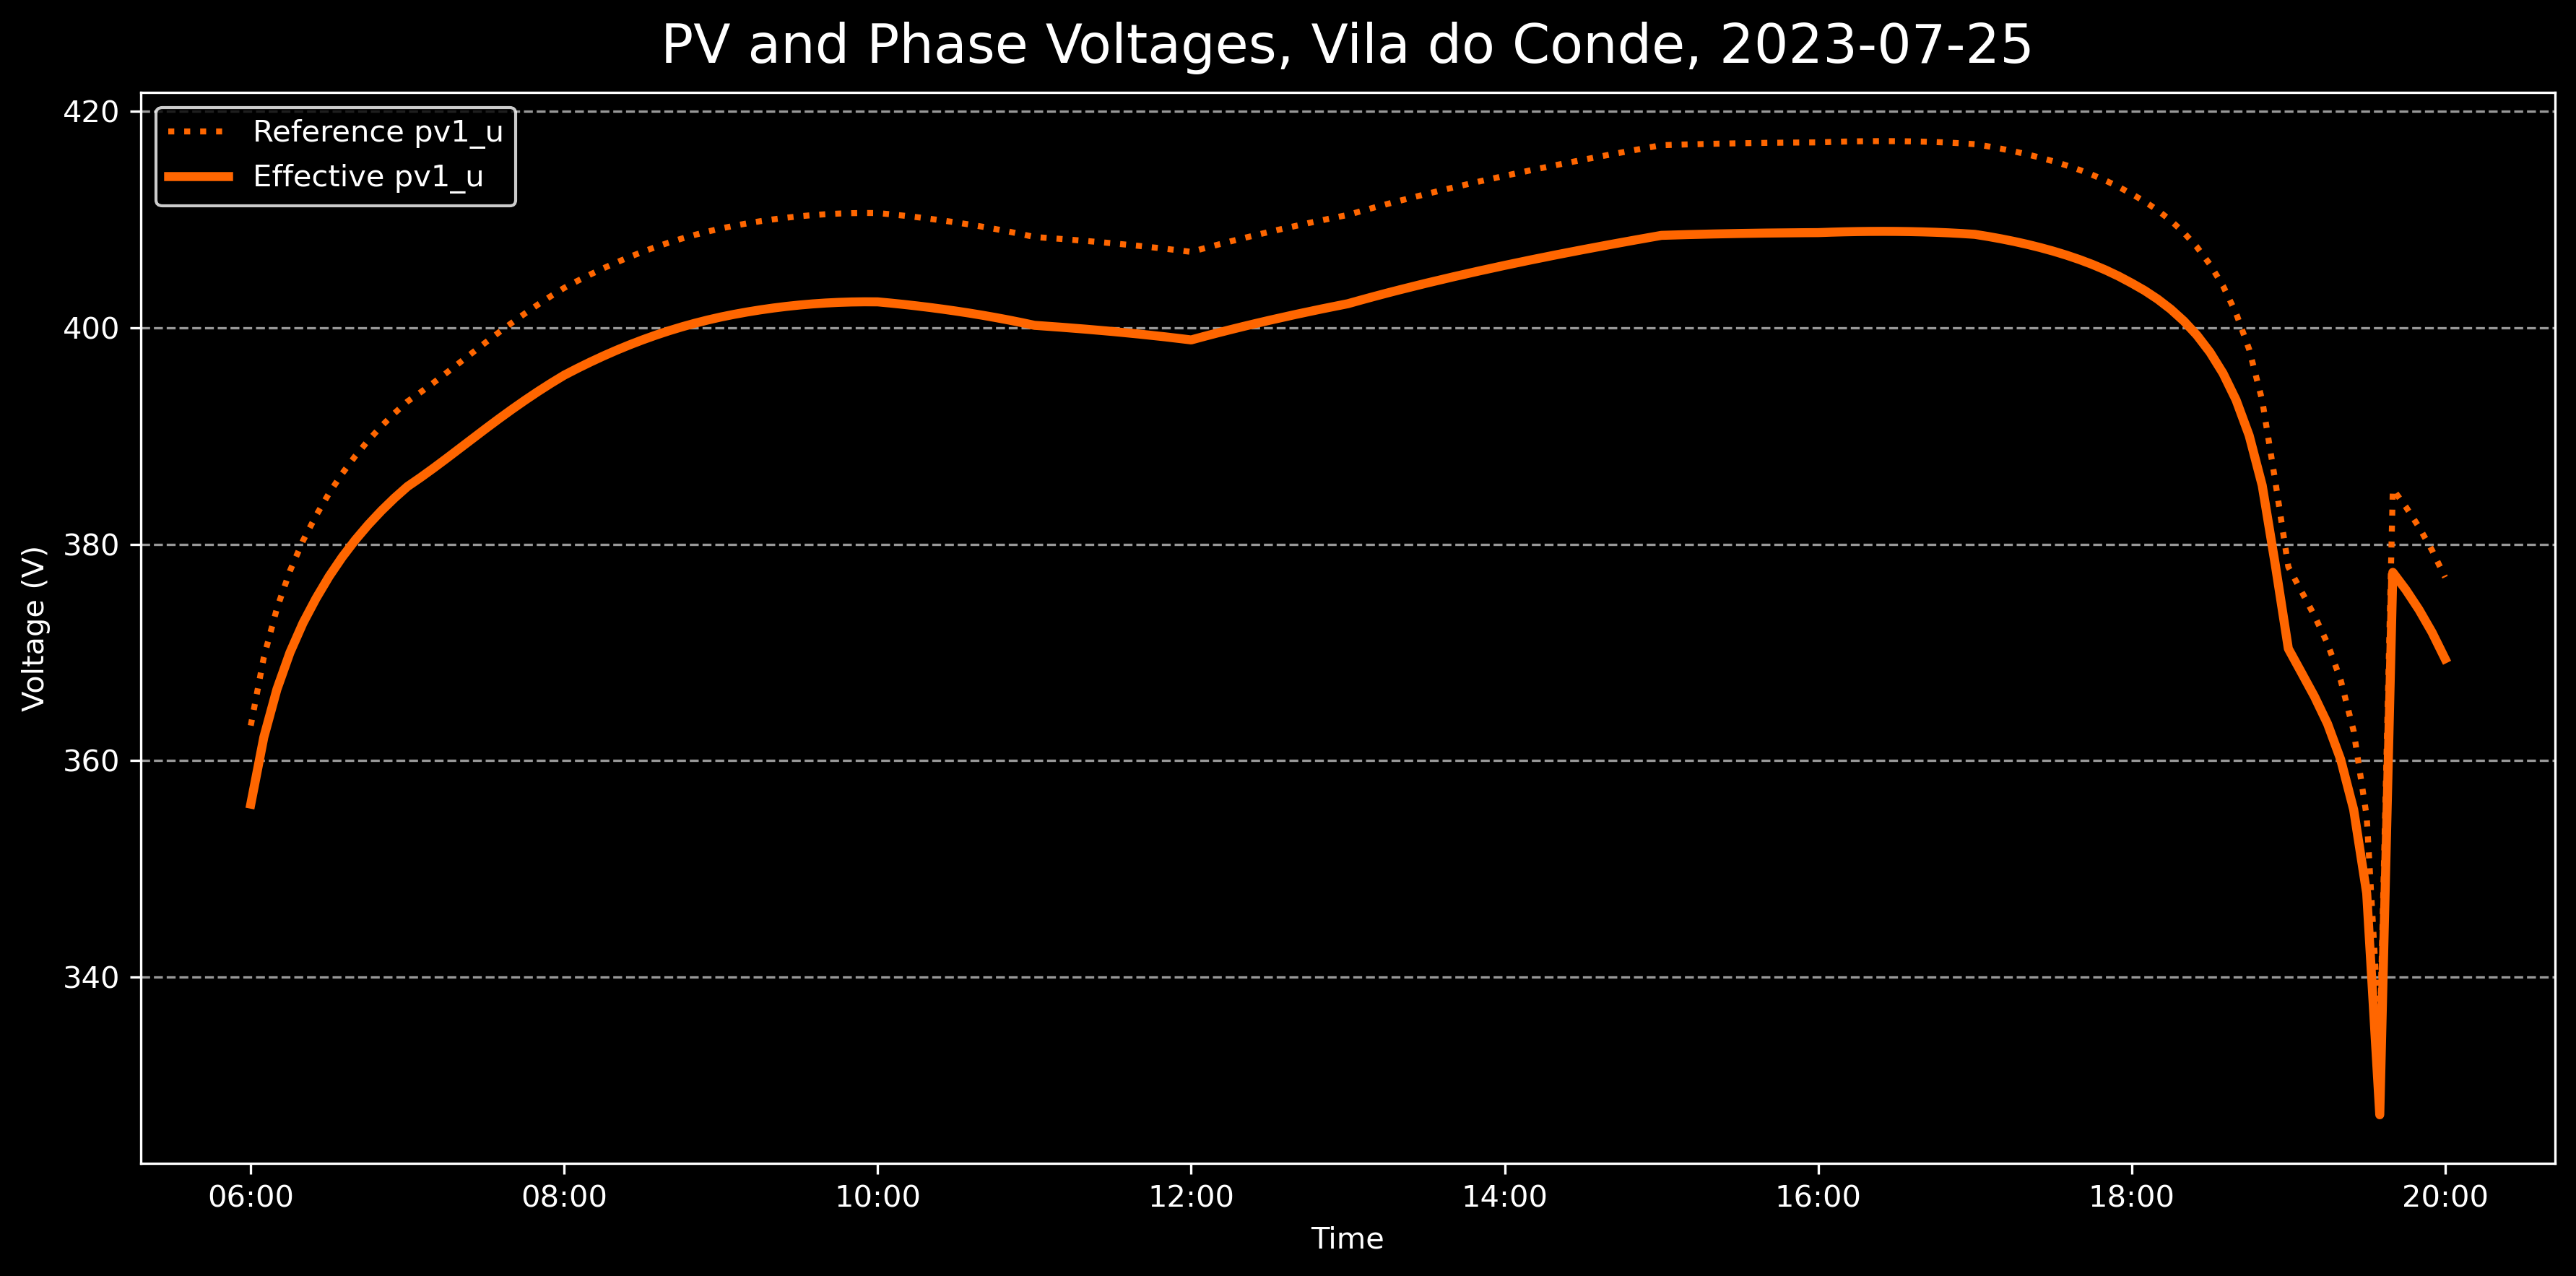 PV and Phase Voltages, Vila do Conde, 2023-07-25
Reference pv1_u
Effective pv1_u
Voltage (V)
420
400
380
360
340
06:00 08:00 10:00 12:00 14:00 16:00 18:00 20:00
Time